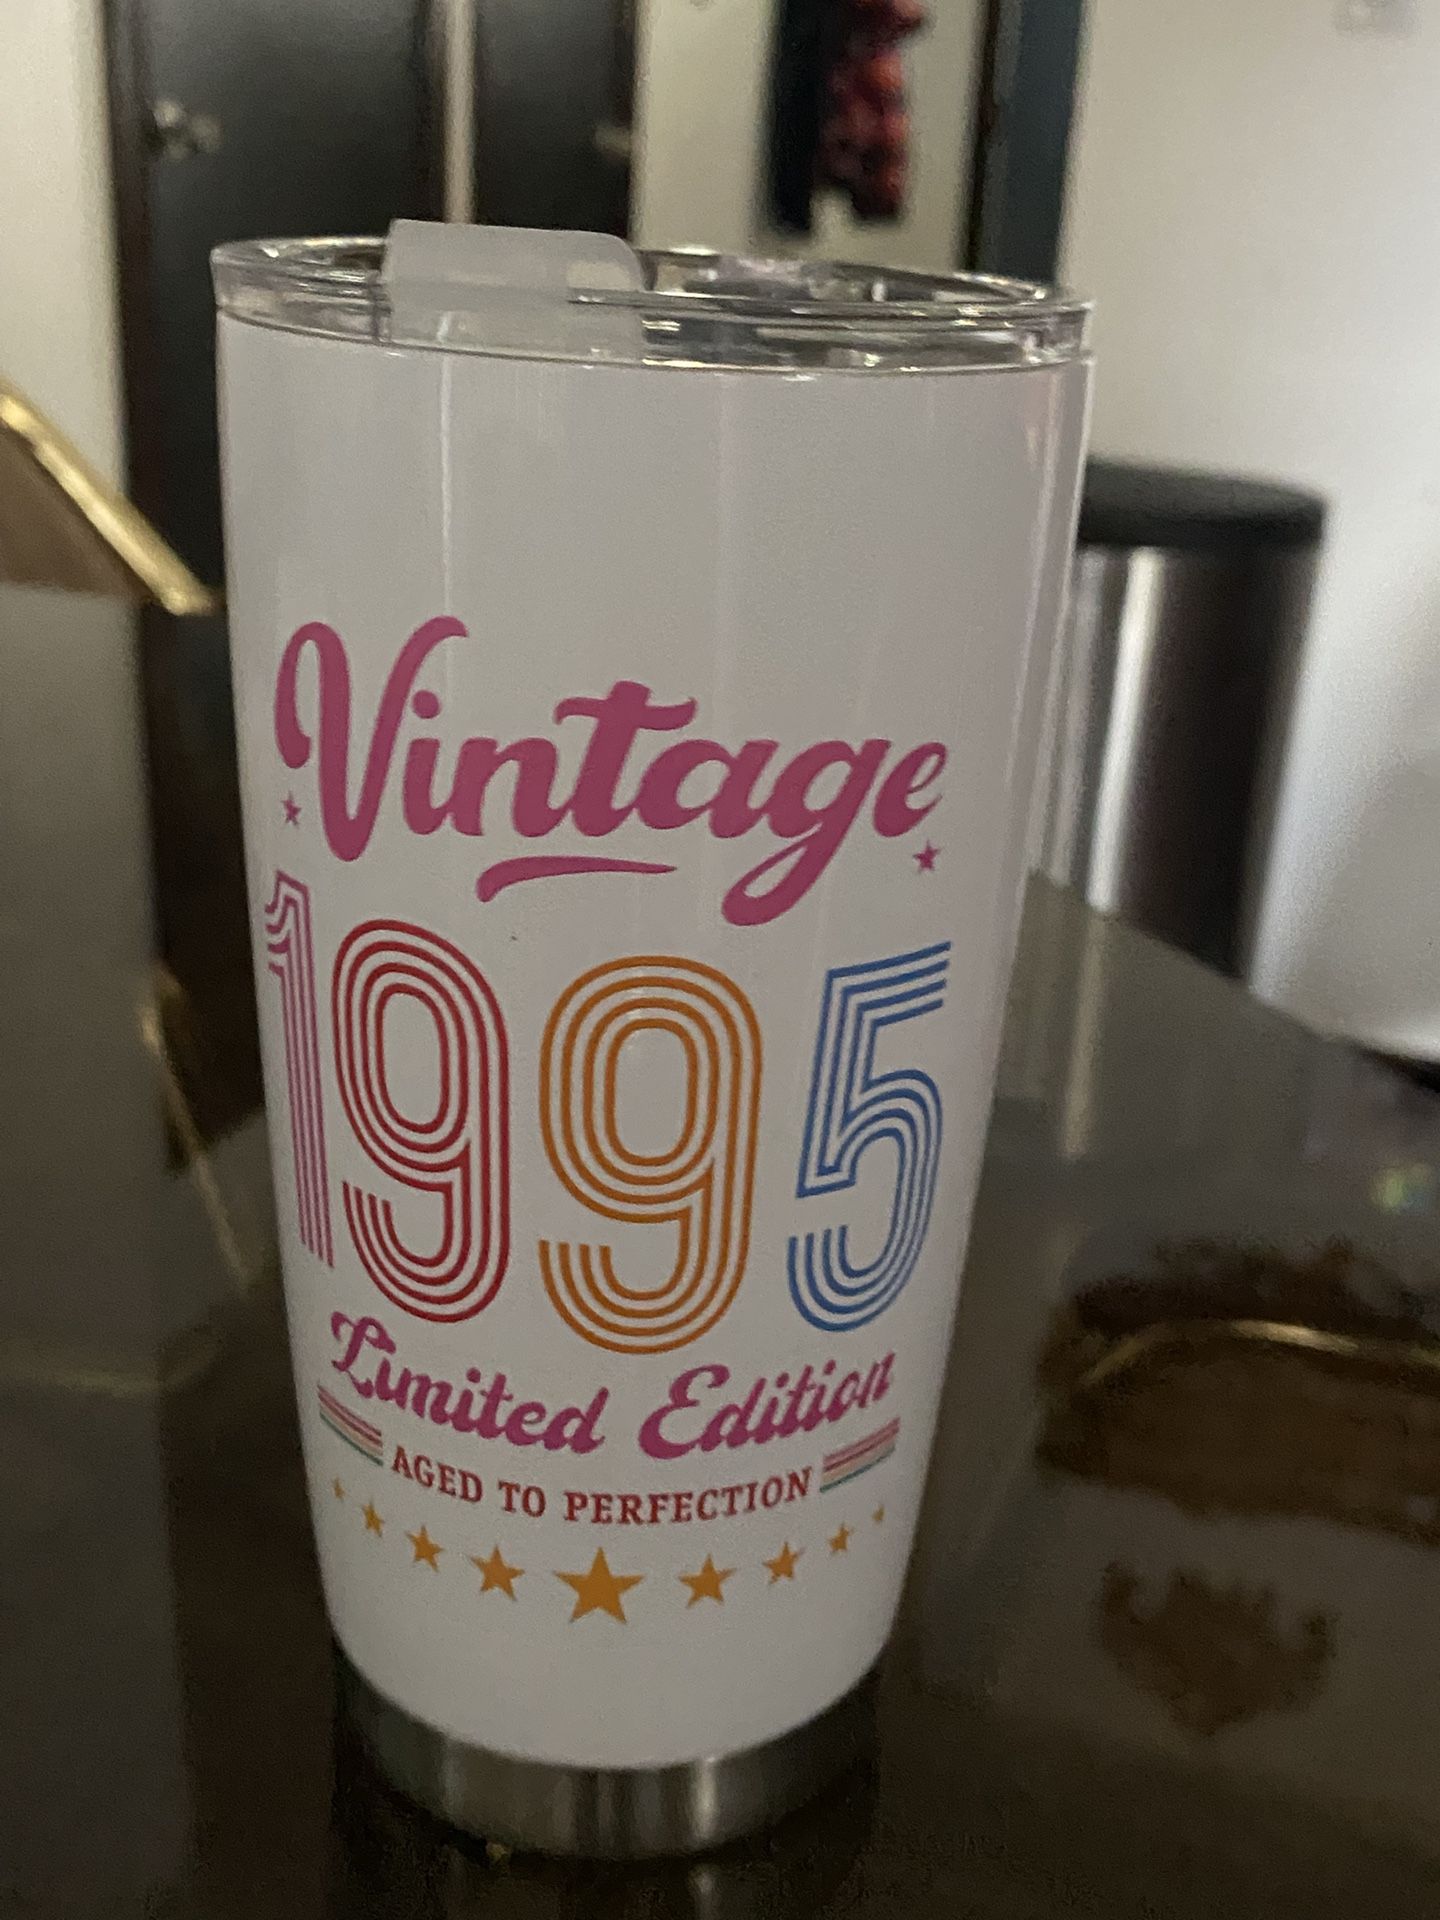 Vintage
1995
Limited Edition
AGED TO PERFECTION